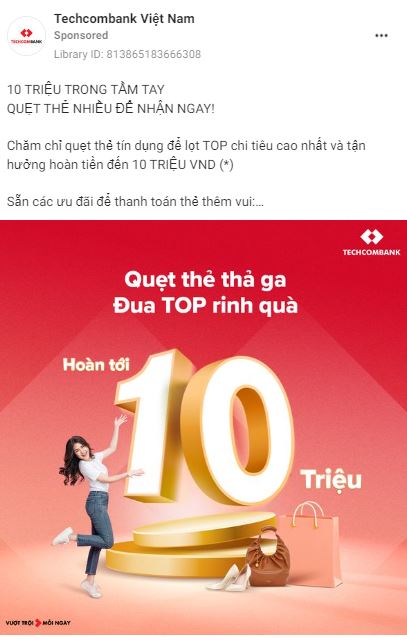 Techcombank Việt Nam
Sponsored
Library ID: 813865183666308
10 TRIỆU TRONG TẦM TAY
QUẸT THẺ NHIỀU ĐỂ NHẬN NGAY!
Chăm chỉ quẹt thẻ tín dụng để lọt TOP chi tiêu cao nhất và tận
hưởng hoàn tiền đến 10 TRIỆU VND (*)
Sẵn các ưu đãi để thanh toán thẻ thêm vui:...
TECHCOMBANK
TECHCOMBANK
Quẹt thẻ thả ga
Đua TOP rinh quà
Hoàn tới
10
Triệu
VƯỢT TRỘI MỖI NGÀY